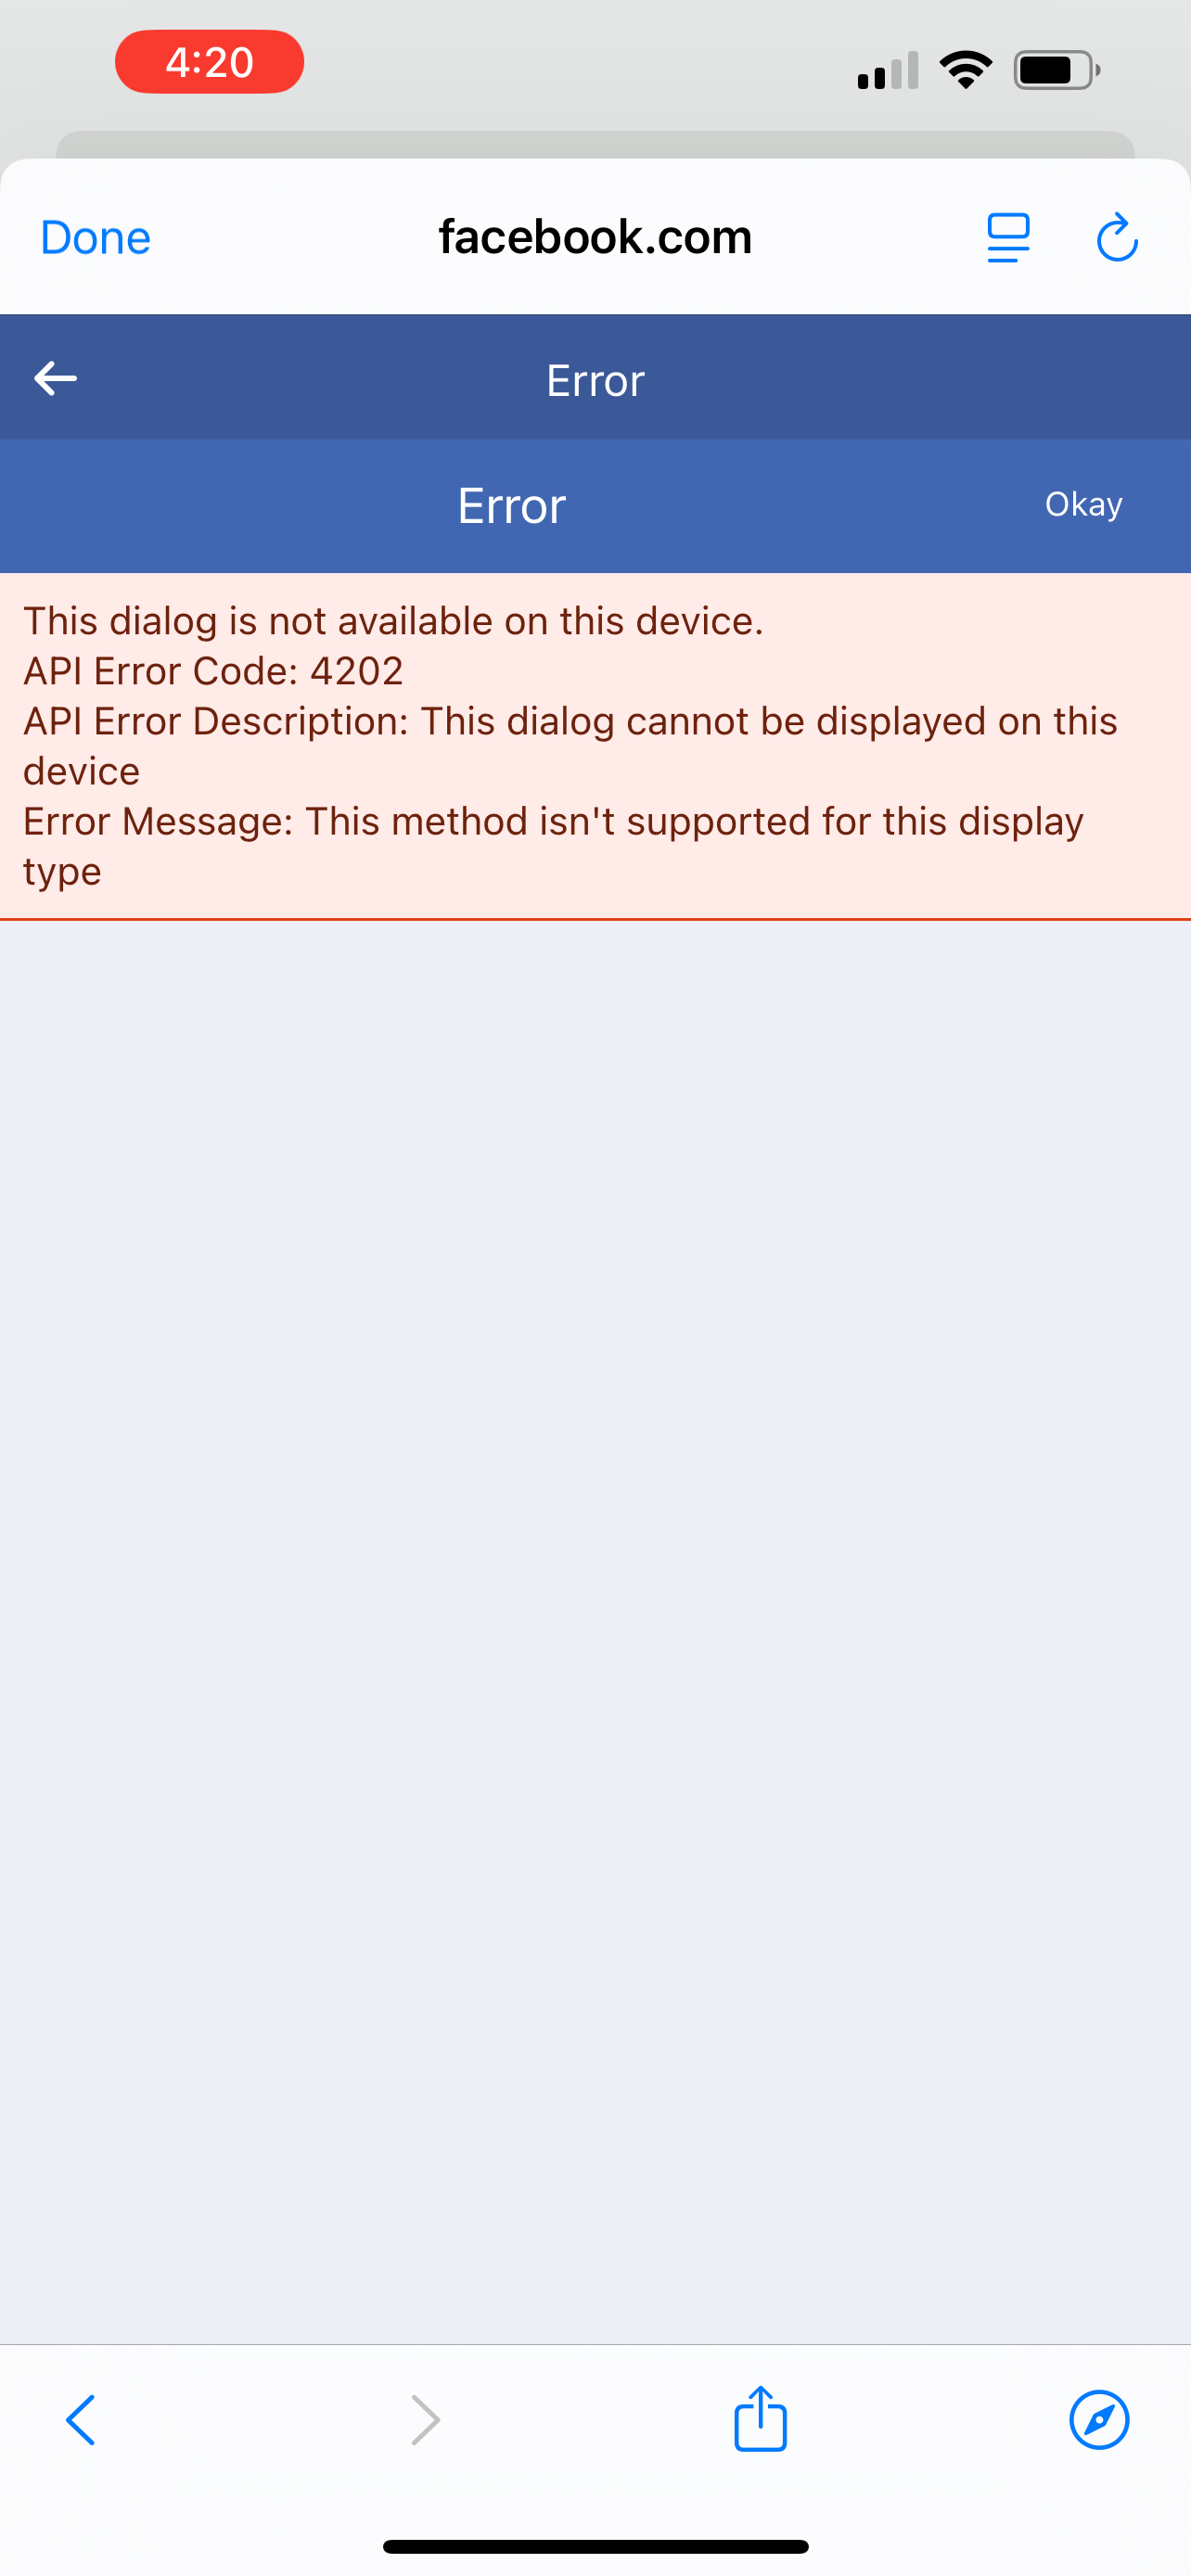 4:20
Done
facebook.com
Error
Error
Okay
This dialog is not available on this device.
API Error Code: 4202
API Error Description: This dialog cannot be displayed on this
device
Error Message: This method isn't supported for this display
type